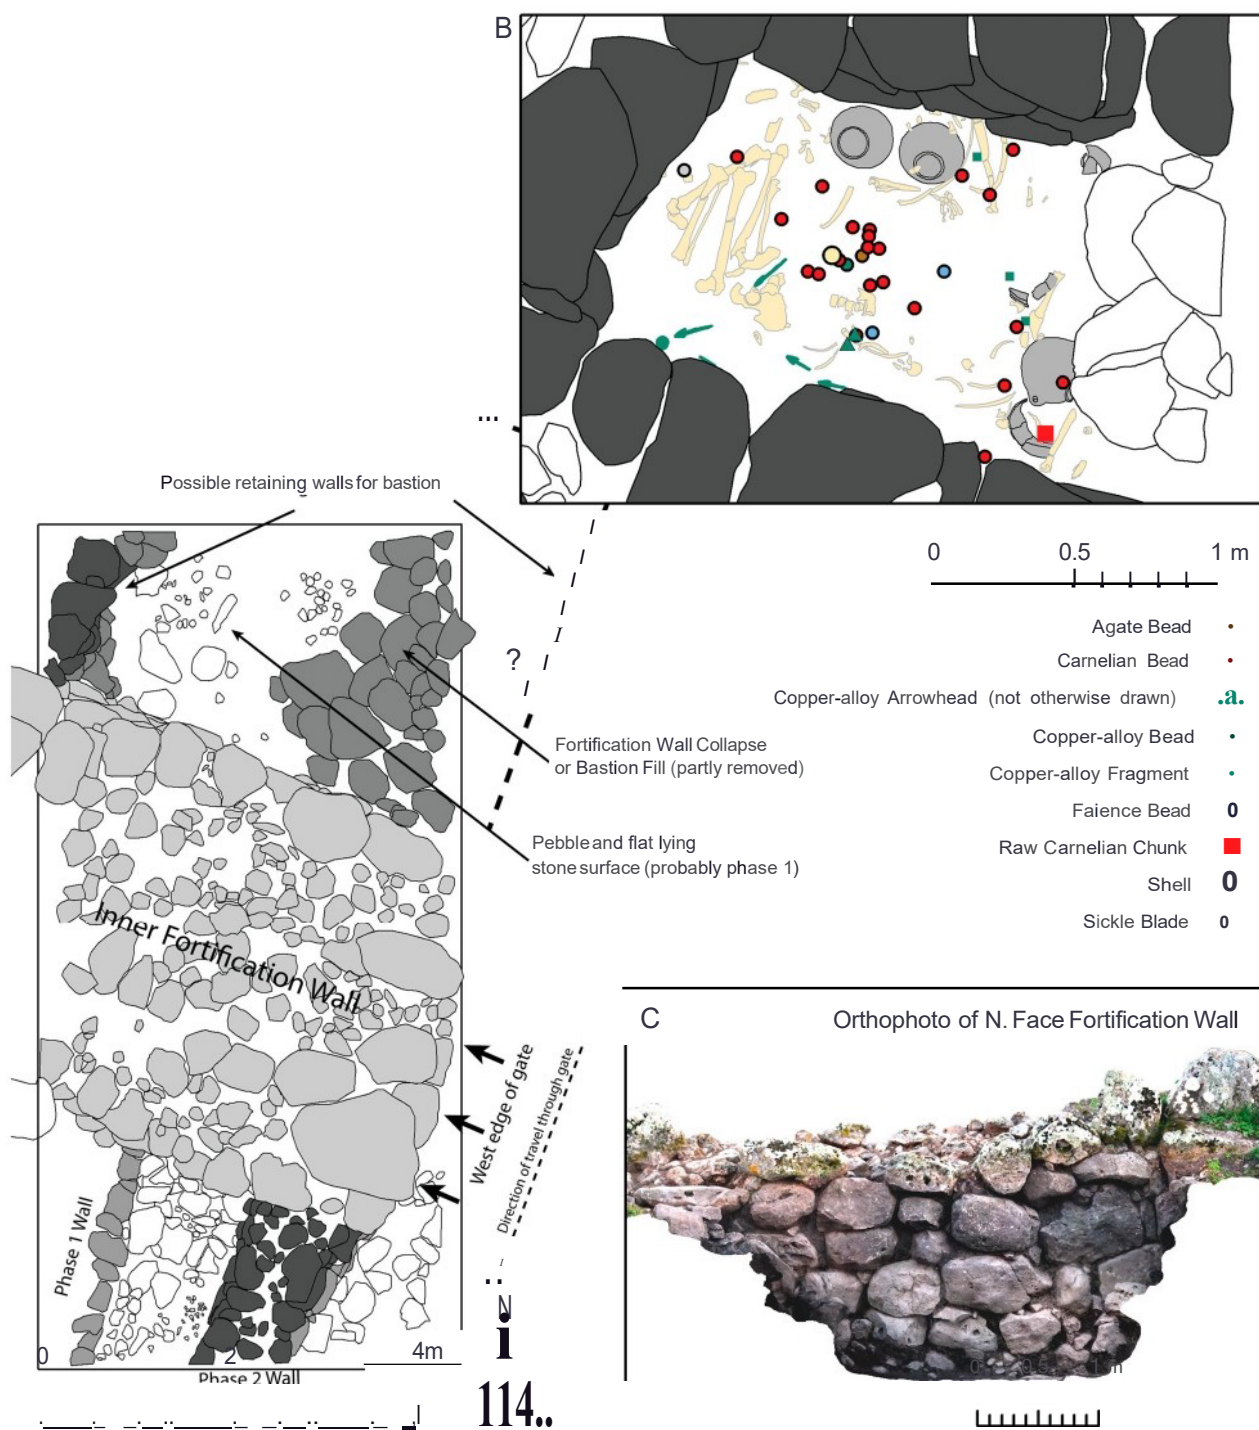 B
Possible retaining walls for bastion
0 0.5 1 m
Agate Bead
Carnelian Bead
?
Copper-alloy Arrowhead (not otherwise drawn) .a.
Copper-alloy Bead
Fortification Wall Collapse
or Bastion Fill (partly removed)
Copper-alloy Fragment
Faience Bead 0
Pebble and flat lying
stone surface (probably phase 1)
Raw Carnelian Chunk
Shell 0
Sickle Blade 0
Inner Fortification Wall
C
Orthophoto of N. Face Fortification Wall
West edge of gate
Direction of travel through gate
Phase 1 Wall
N
i
0 2 4m
Phase 2 Wall
114..